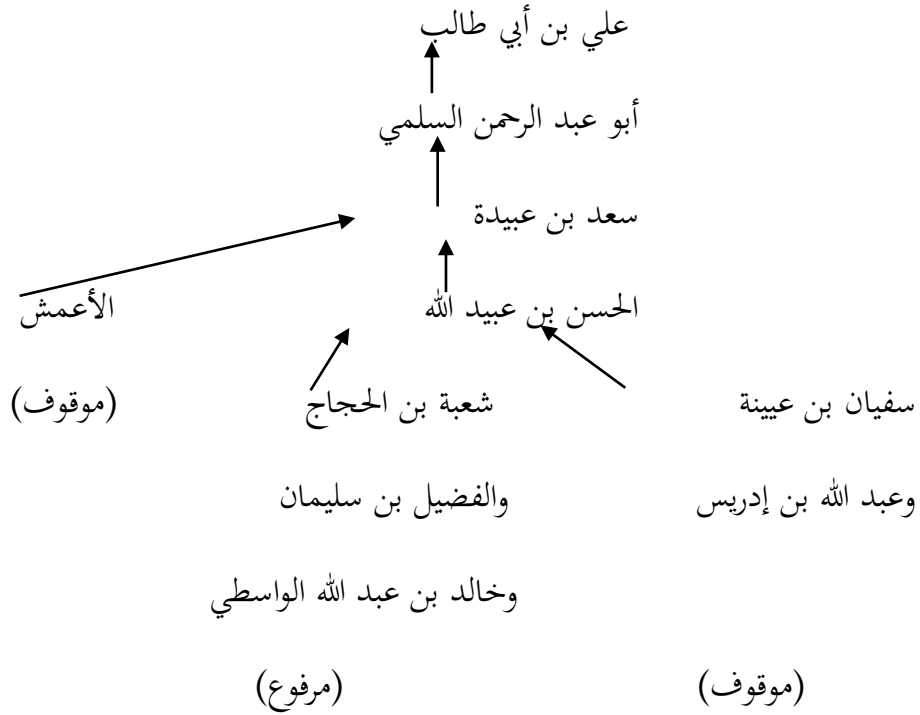 علي بن أبي طالب
أبو عبد الرحمن السلمي
سعد بن عبيدة
الحسن بن عبيد الله الأعمش
سفيان بن عيينة شعبة بن الحجاج (موقوف)
وعبد الله بن إدريس والفضيل بن سليمان
وخالد بن عبد الله الواسطي
(موقوف) (مرفوع)